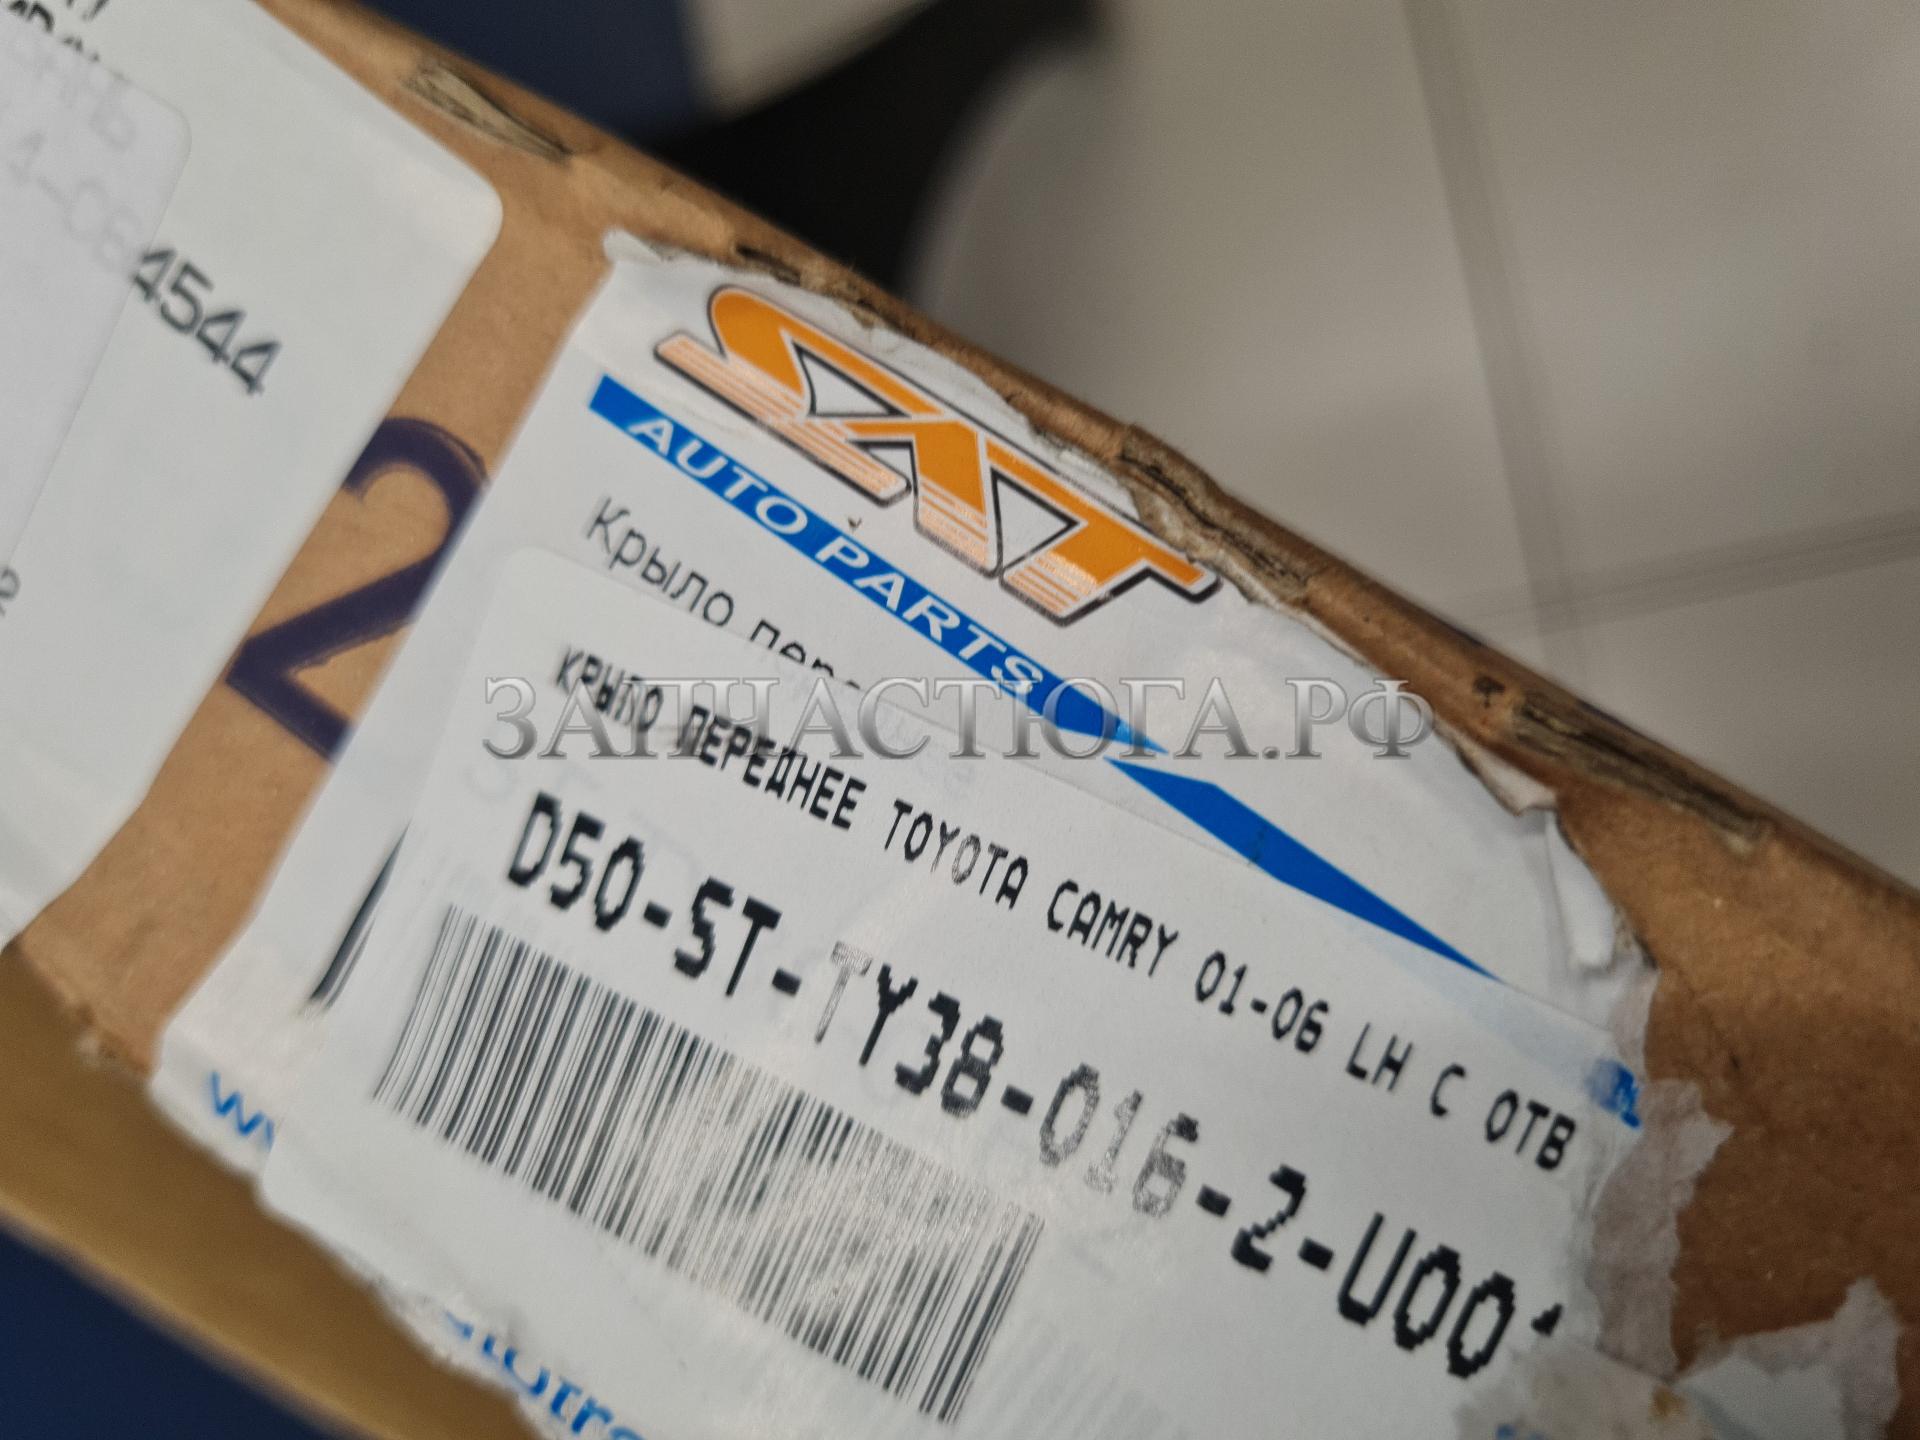 4544
2
SAT
AUTO PARTS
Крыло
ЗАПЧАСТЮГА.РФ
КРЫЛО ПЕРЕДНЕЕ TOYOTA CAMRY 01-06 LH С ОТВ
D50-ST-TY38-016-2-U00